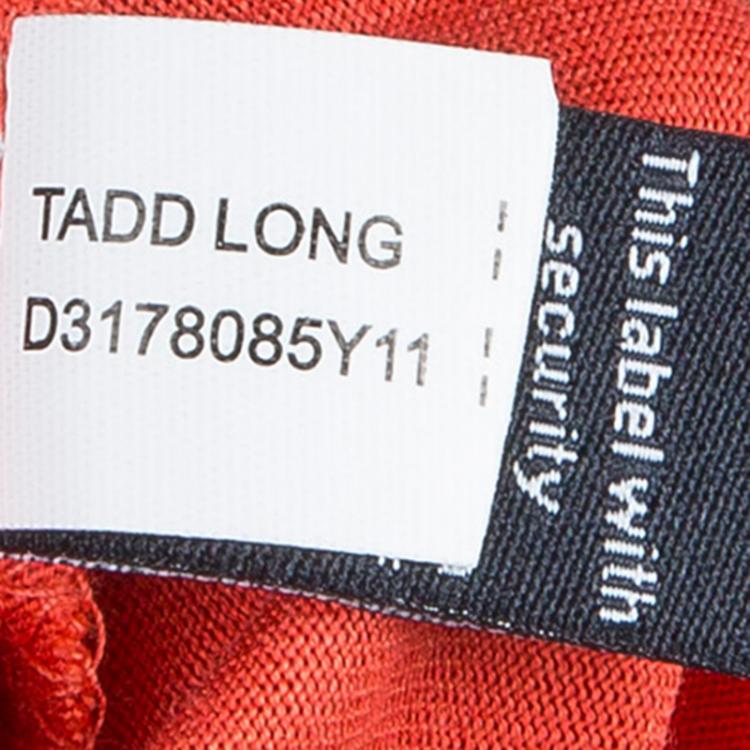 TADD LONG
D3178085Y11
This label with
security